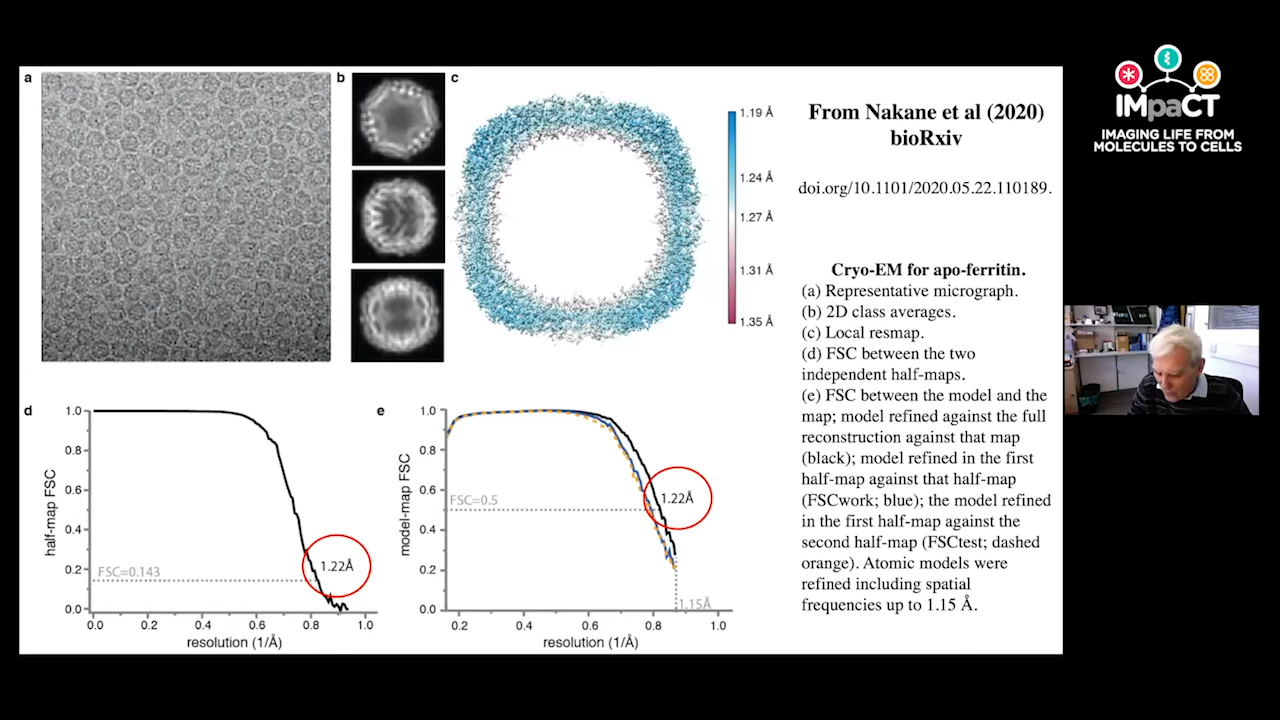 a
b
c
1.19 Å
1.24 Å
1.27 Å
1.31 Å
1.35 Å
From Nakane et al (2020)
bioRxiv
doi.org/10.1101/2020.05.22.110189.
Cryo-EM for apo-ferritin.
(a) Representative micrograph.
(b) 2D class averages.
(c) Local resmap.
(d) FSC between the two
independent half-maps.
(e) FSC between the model and the
map; model refined against the full
reconstruction against that map
(black); model refined in the first
half-map against that half-map
(FSCwork; blue); the model refined
in the first half-map against the
second half-map (FSCtest; dashed
orange). Atomic models were
refined including spatial
frequencies up to 1.15 Å.
d
half-map FSC
1.0
0.8
0.6
0.4
0.2
0.0
FSC=0.143
1.22Å
0.0 0.2 0.4 0.6 0.8 1.0
resolution (1/Å)
e
model-map FSC
1.0
0.8
0.6
0.4
0.2
0.0
FSC=0.5
1.22Å
1.15Å
0.2 0.4 0.6 0.8 1.0
resolution (1/Å)
IMpaCT
IMAGING LIFE FROM
MOLECULES TO CELLS